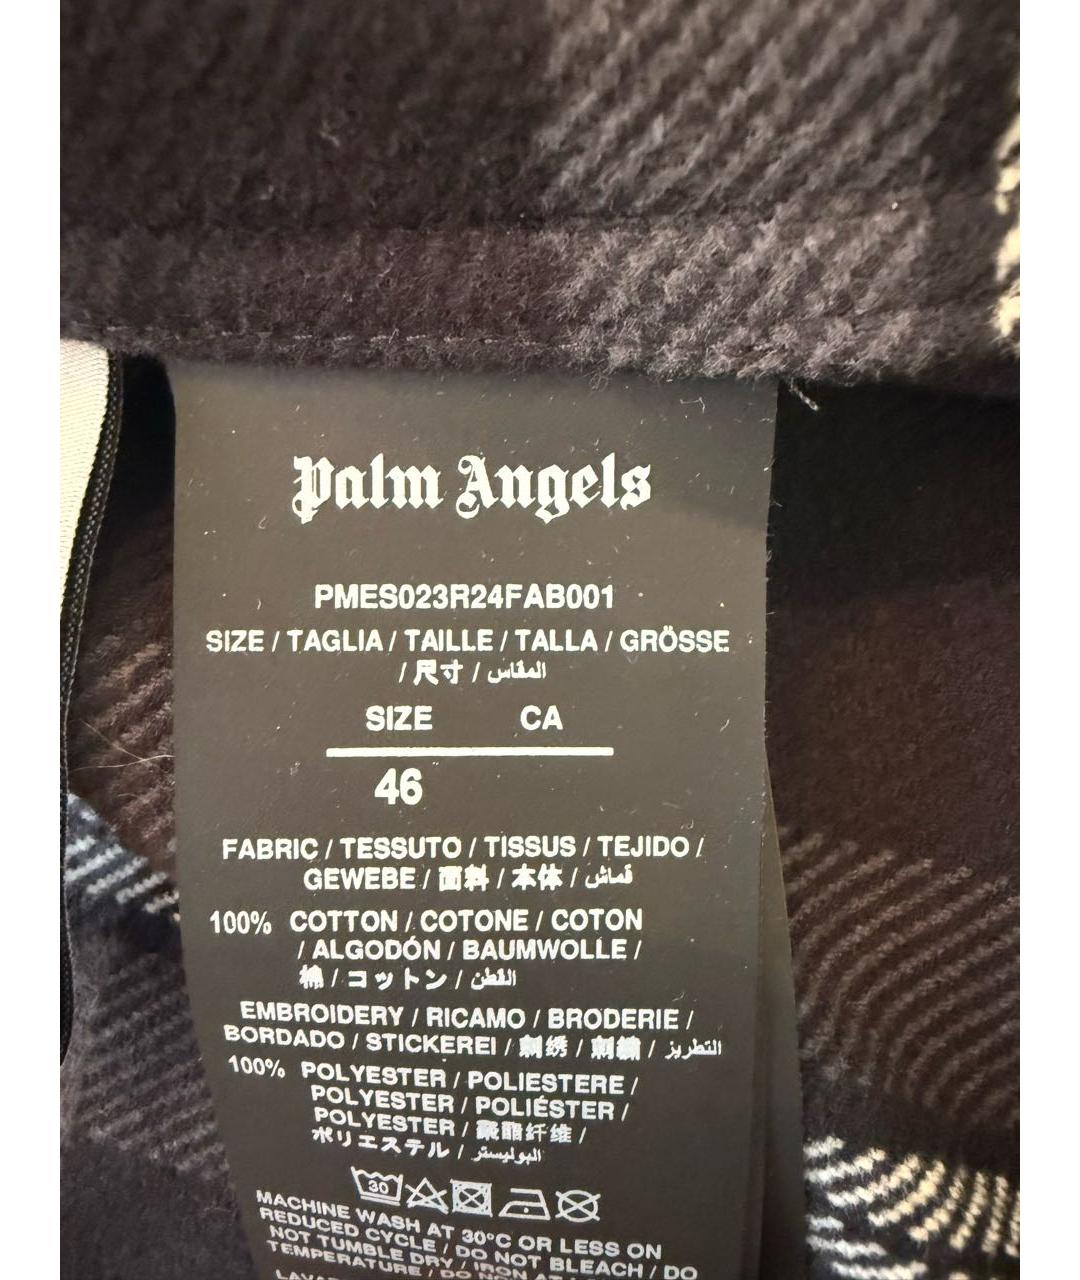 Palm Angels
PMES023R24FAB001
SIZE / TAGLIA / TAILLE / TALLA / GRÖSSE
/ 尺寸 / المقاس
SIZE CA
46
FABRIC / TESSUTO / TISSUS / TEJIDO /
GEWEBE / 面料 / 本体 / قماش
100% COTTON / COTONE / COTON
/ ALGODÓN / BAUMWOLLE /
棉 / コットン / القطن
EMBROIDERY / RICAMO / BRODERIE /
BORDADO / STICKEREI / 刺绣 / 刺繍 / التطريز
100% POLYESTER / POLIESTERE /
POLYESTER / POLIÉSTER /
POLYESTER / 聚酯纤维 /
ポリエステル / البوليستر
30
MACHINE WASH AT 30°C OR LESS ON
REDUCED CYCLE / DO NOT BLEACH / DO
NOT TUMBLE DRY / IRON AT
TEMPERATURE / DO